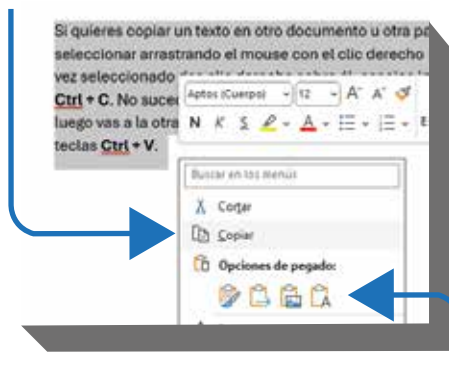 Si quieres copiar un texto en otro documento u otra pa
seleccionar arrastrando el mouse con el clic derecho
vez seleccionado
Ctrl + C. No suced
luego vas a la otra
teclas Ctrl + V.
Aptos (Cuerpo) 12 A A
N K S A
Buscar en los menús
Cortar
Copiar
Opciones de pegado:
A